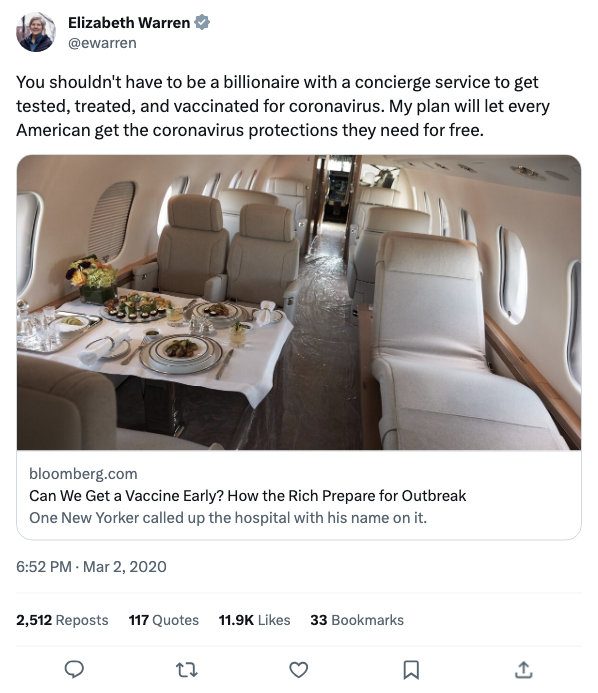 Elizabeth Warren
@ewarren
You shouldn't have to be a billionaire with a concierge service to get
tested, treated, and vaccinated for coronavirus. My plan will let every
American get the coronavirus protections they need for free.
bloomberg.com
Can We Get a Vaccine Early? How the Rich Prepare for Outbreak
One New Yorker called up the hospital with his name on it.
6:52 PM · Mar 2, 2020
2,512 Reposts 117 Quotes 11.9K Likes 33 Bookmarks